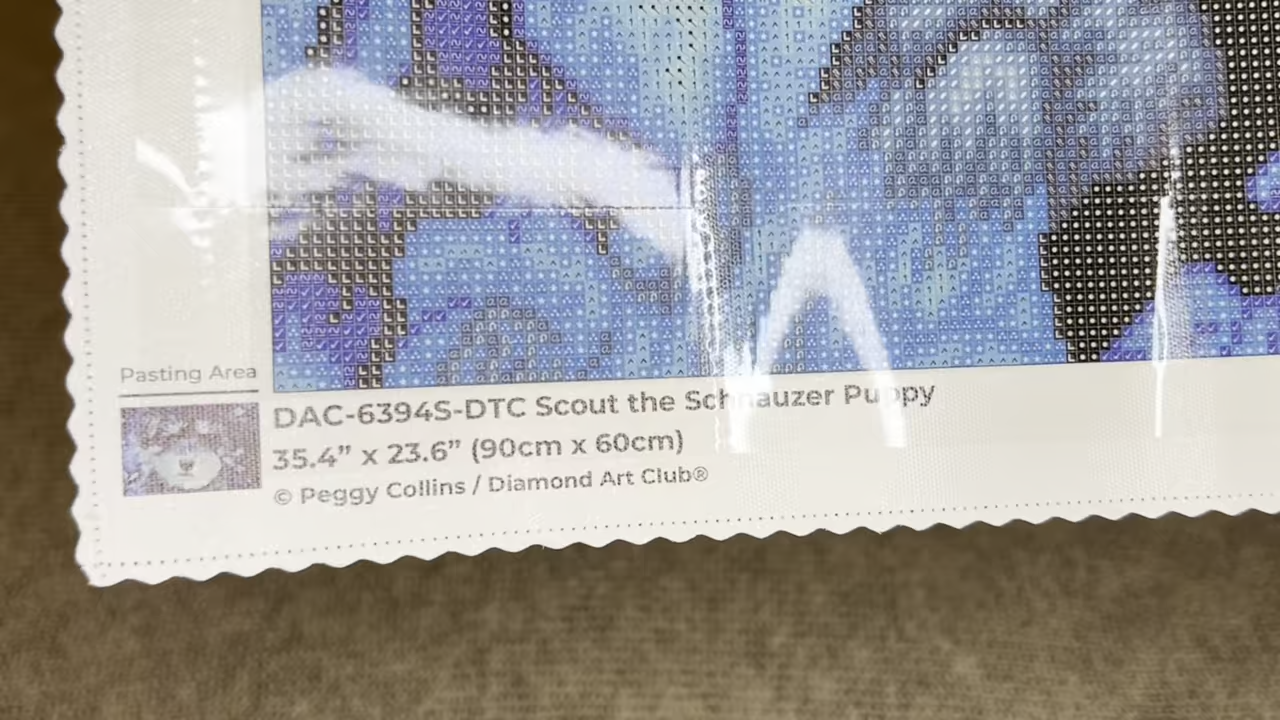 Pasting Area
DAC-6394S-DTC Scout the Schnauzer Puppy
35.4” x 23.6” (90cm x 60cm)
© Peggy Collins / Diamond Art Club®